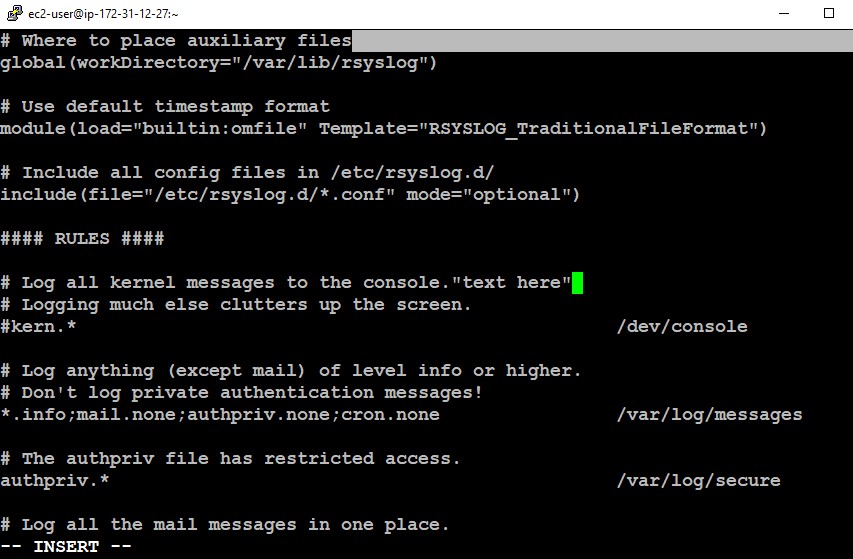 ec2-user@ip-172-31-12-27:~
# Where to place auxiliary files
global(workDirectory="/var/lib/rsyslog")
# Use default timestamp format
module(load="builtin:omfile" Template="RSYSLOG_TraditionalFileFormat")
# Include all config files in /etc/rsyslog.d/
include(file="/etc/rsyslog.d/*.conf" mode="optional")
#### RULES ####
# Log all kernel messages to the console."text here"
# Logging much else clutters up the screen.
#kern.* /dev/console
# Log anything (except mail) of level info or higher.
# Don't log private authentication messages!
*.info;mail.none;authpriv.none;cron.none /var/log/messages
# The authpriv file has restricted access.
authpriv.* /var/log/secure
# Log all the mail messages in one place.
-- INSERT --